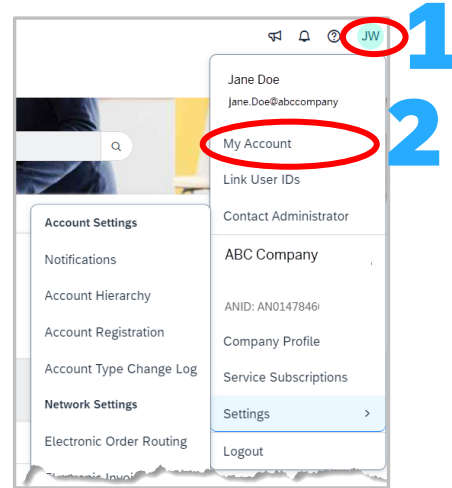 JW
1
Jane Doe
Jane.Doe@abccompany
2
My Account
Link User IDs
Contact Administrator
ABC Company
ANID: AN0147846
Company Profile
Service Subscriptions
Settings >
Logout
Account Settings
Notifications
Account Hierarchy
Account Registration
Account Type Change Log
Network Settings
Electronic Order Routing